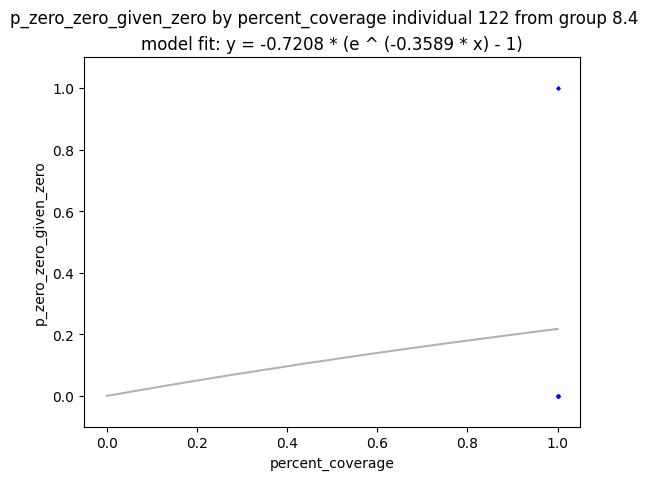 p_zero_zero_given_zero by percent_coverage individual 122 from group 8.4
model fit: y = -0.7208 * (e ^ (-0.3589 * x) - 1)
1.0
0.8
0.6
0.4
0.2
0.0
p_zero_zero_given_zero
0.0 0.2 0.4 0.6 0.8 1.0
percent_coverage